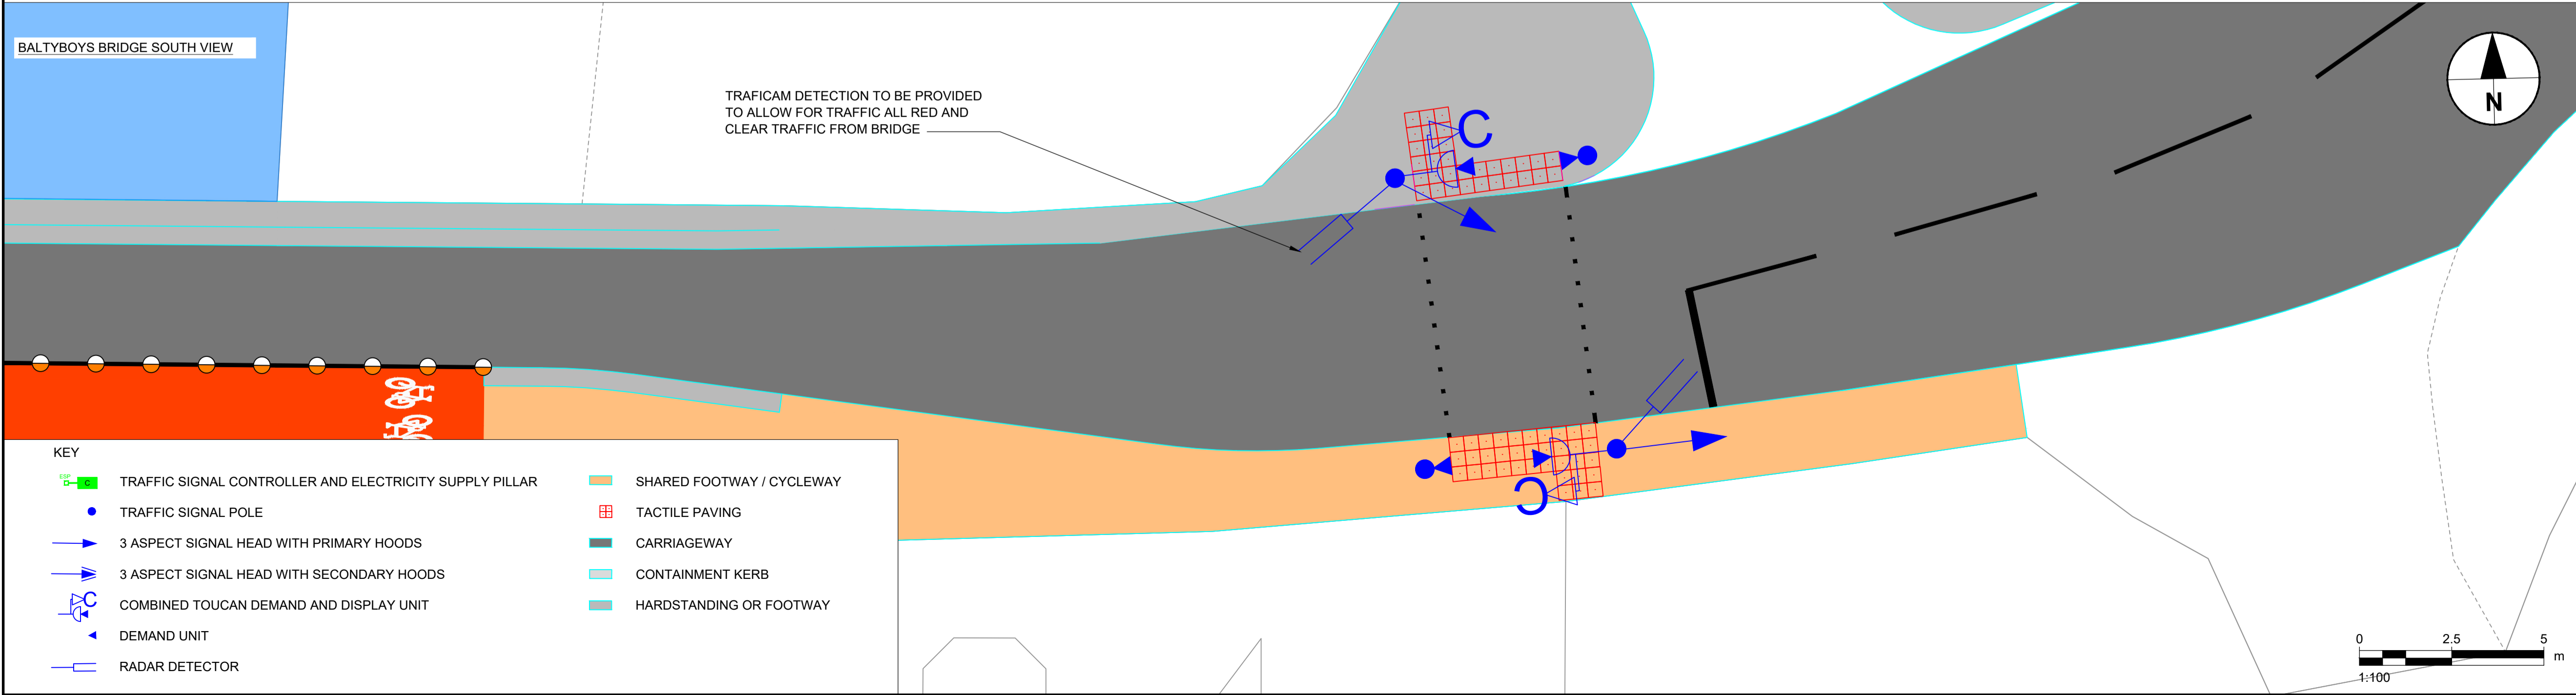 BALTYBOYS BRIDGE SOUTH VIEW
TRAFICAM DETECTION TO BE PROVIDED
TO ALLOW FOR TRAFFIC ALL RED AND
CLEAR TRAFFIC FROM BRIDGE
C
N
C
KEY
ESP
C
TRAFFIC SIGNAL CONTROLLER AND ELECTRICITY SUPPLY PILLAR
TRAFFIC SIGNAL POLE
3 ASPECT SIGNAL HEAD WITH PRIMARY HOODS
3 ASPECT SIGNAL HEAD WITH SECONDARY HOODS
C
COMBINED TOUCAN DEMAND AND DISPLAY UNIT
DEMAND UNIT
RADAR DETECTOR
SHARED FOOTWAY / CYCLEWAY
TACTILE PAVING
CARRIAGEWAY
CONTAINMENT KERB
HARDSTANDING OR FOOTWAY
0 2.5 5
m
1:100